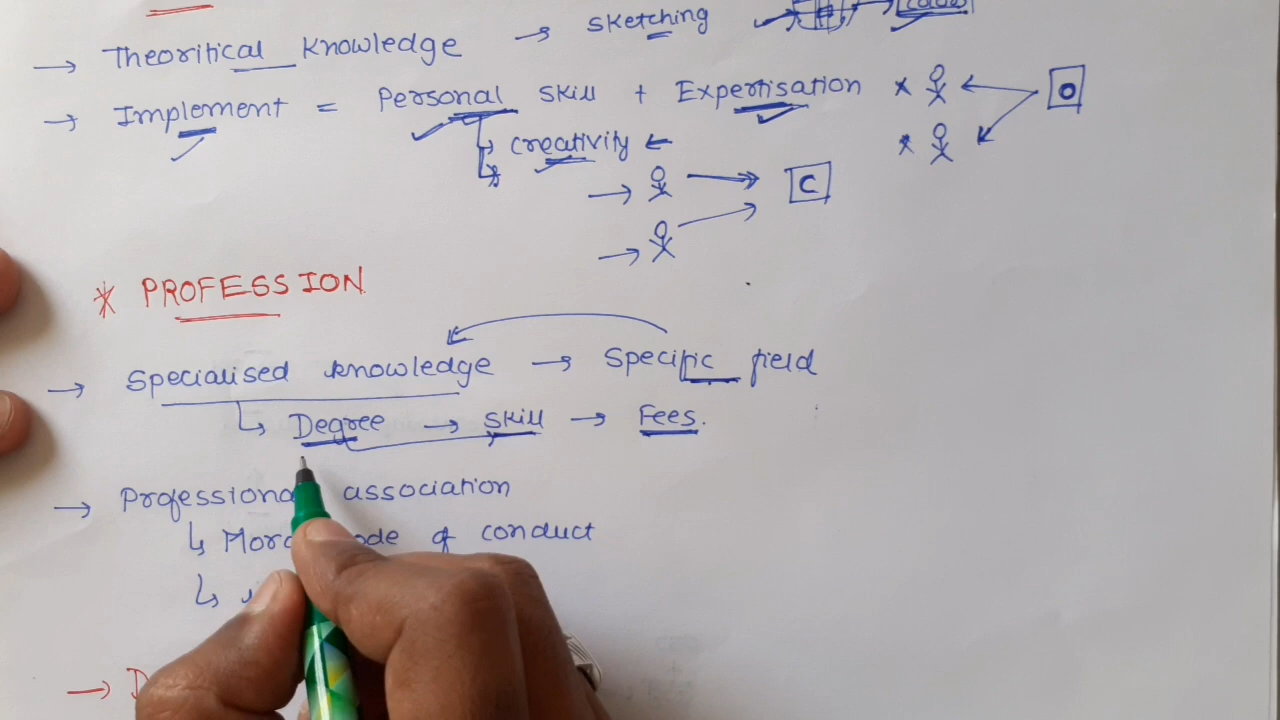 → Theoritical knowledge → Sketching
→ Implement = Personal skill + Expertisation
↳ creativity ←
O
C
* PROFESSION
→ Specialised knowledge → Specific field
↳ Degree → Skill → Fees.
→ Professional association
↳ code of conduct